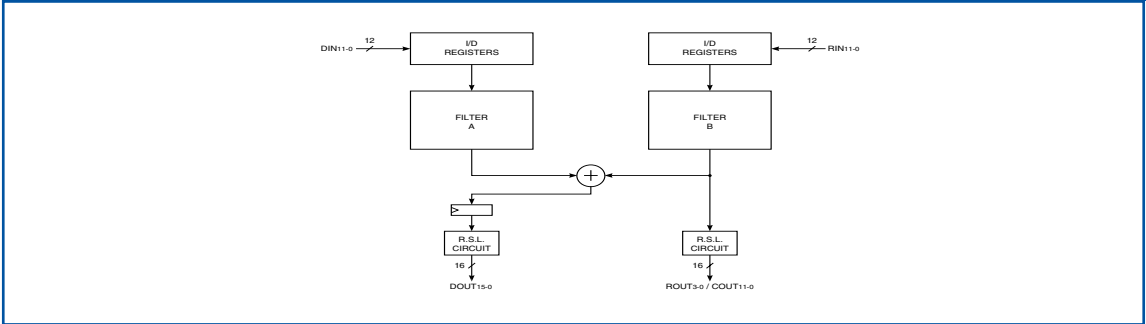 DIN11-0
12
I/D
REGISTERS
I/D
REGISTERS
12
RIN11-0
FILTER
A
FILTER
B
R.S.L.
CIRCUIT
R.S.L.
CIRCUIT
16
16
DOUT15-0
ROUT3-0 / COUT11-0